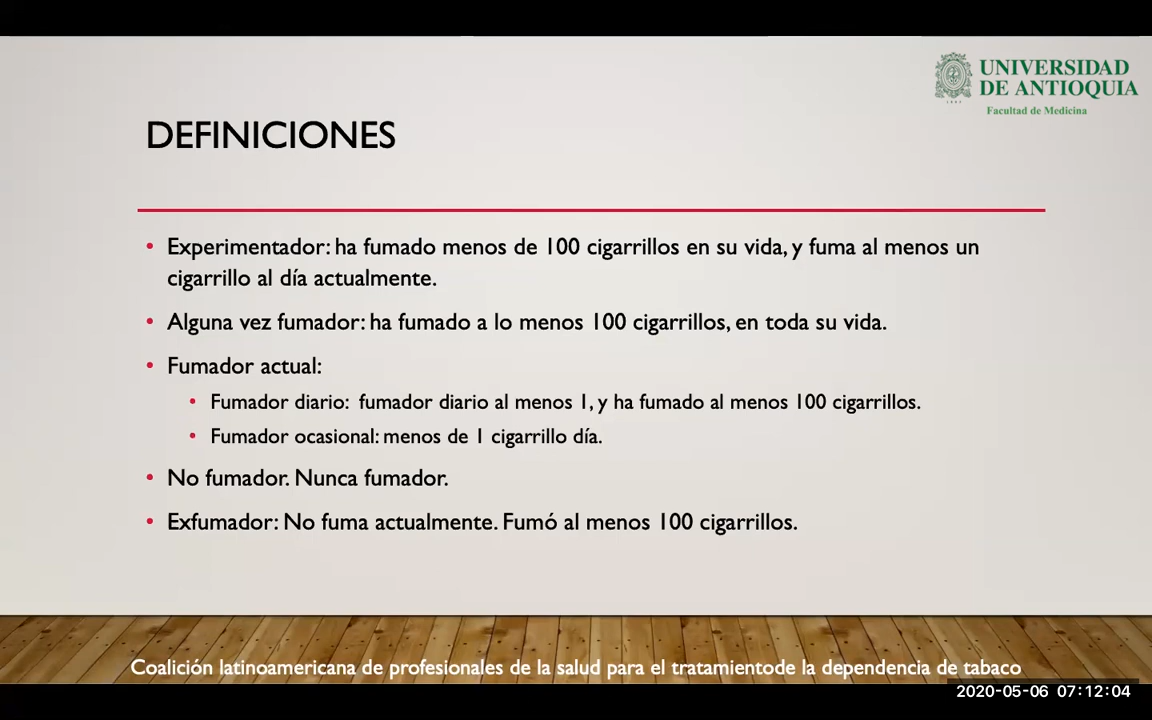 UNIVERSIDAD
DE ANTIOQUIA
Facultad de Medicina
DEFINICIONES
• Experimentador: ha fumado menos de 100 cigarrillos en su vida, y fuma al menos un
cigarrillo al día actualmente.
• Alguna vez fumador: ha fumado a lo menos 100 cigarrillos, en toda su vida.
• Fumador actual:
• Fumador diario: fumador diario al menos 1, y ha fumado al menos 100 cigarrillos.
• Fumador ocasional: menos de 1 cigarrillo día.
• No fumador. Nunca fumador.
• Exfumador: No fuma actualmente. Fumó al menos 100 cigarrillos.
Coalición latinoamericana de profesionales de la salud para el tratamientode la dependencia de tabaco
2020-05-06 07:12:04